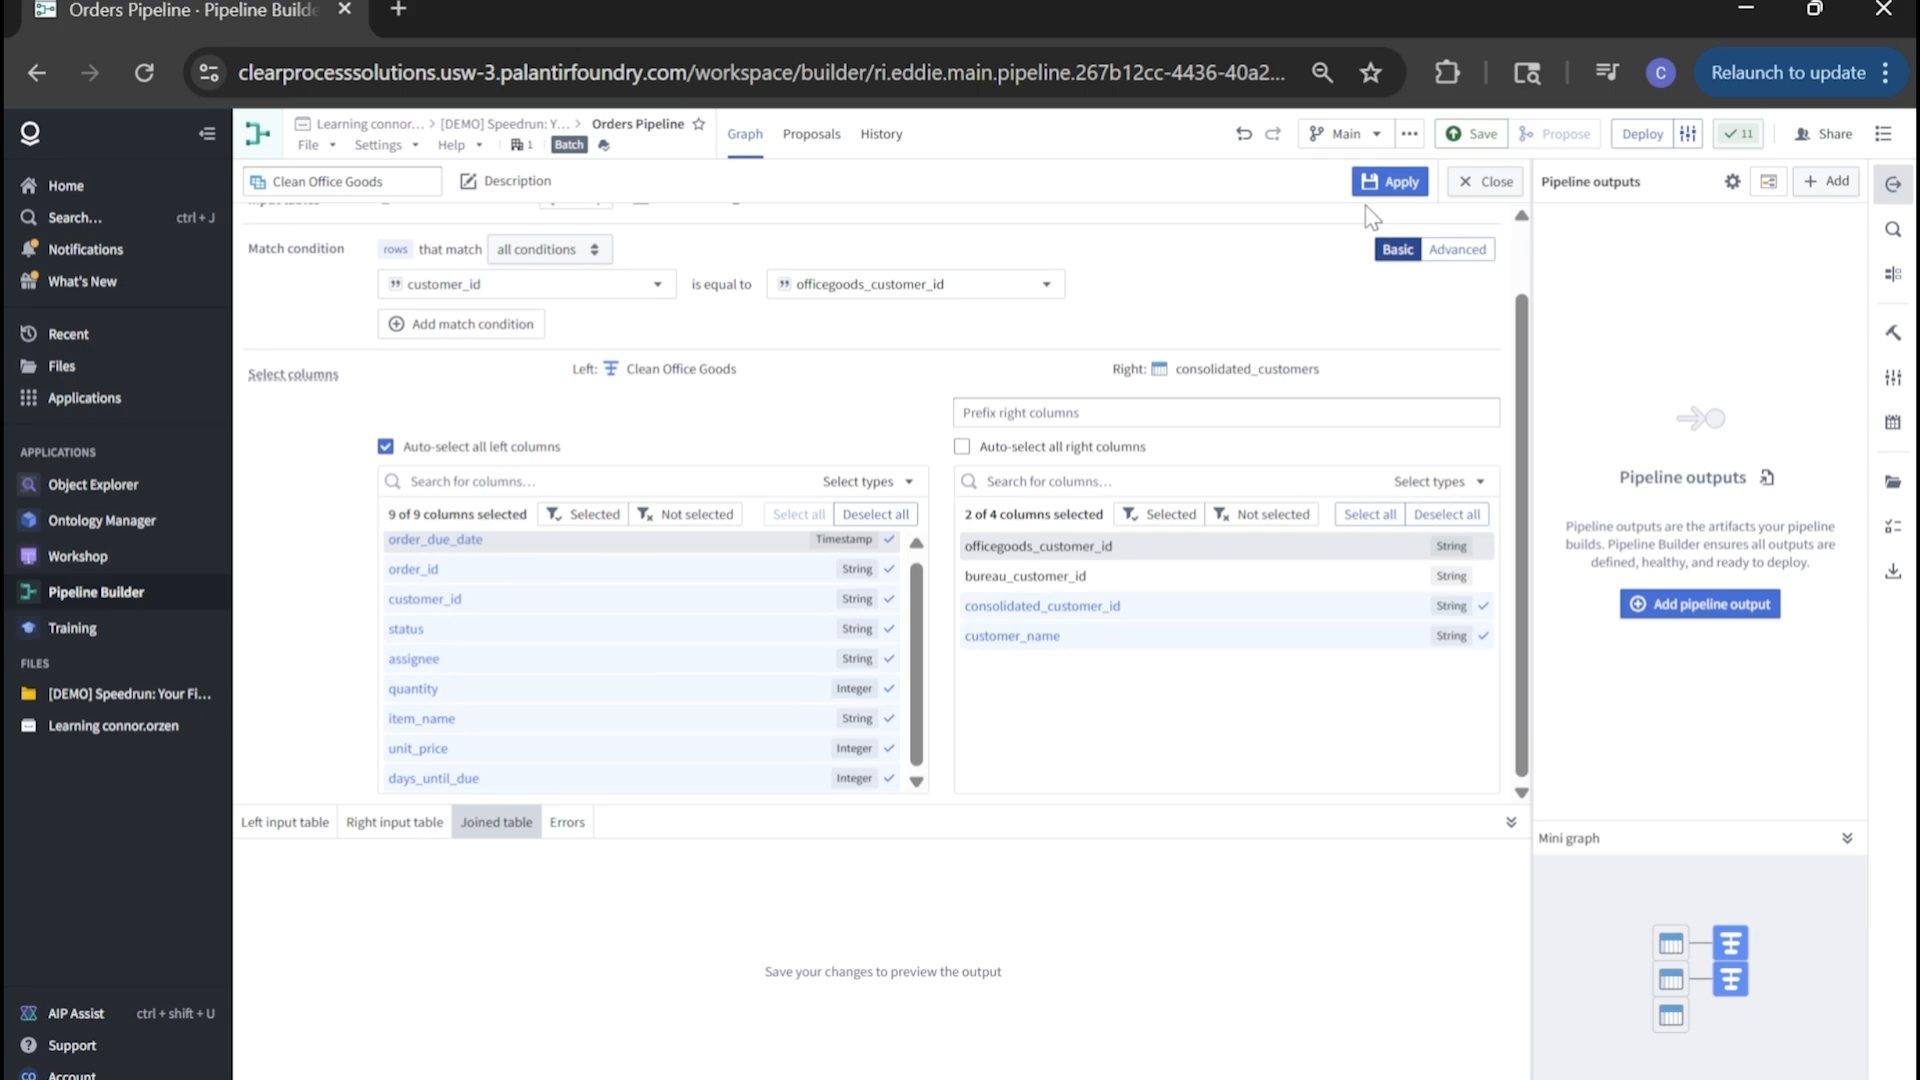 Orders Pipeline · Pipeline Builde
clearprocesssolutions.usw-3.palantirfoundry.com/workspace/builder/ri.eddie.main.pipeline.267b12cc-4436-40a2...
C
Relaunch to update
Home
Search... ctrl+J
Notifications
What's New
Recent
Files
Applications
APPLICATIONS
Object Explorer
Ontology Manager
Workshop
Pipeline Builder
Training
FILES
[DEMO] Speedrun: Your Fi...
Learning connor.orzen
AIP Assist ctrl + shift + U
Support
CO Account
Learning connor... > [DEMO] Speedrun: Y... > Orders Pipeline
File Settings Help 1 Batch
Graph Proposals History
Main Save Propose Deploy 11 Share
Clean Office Goods Description
Apply Close
Match condition rows that match all conditions
Basic Advanced
customer_id is equal to officegoods_customer_id
Add match condition
Select columns
Left: Clean Office Goods
Right: consolidated_customers
Prefix right columns
Auto-select all left columns
Search for columns... Select types
9 of 9 columns selected Selected Not selected Select all Deselect all
order_due_date Timestamp
order_id String
customer_id String
status String
assignee String
quantity Integer
item_name String
unit_price Integer
days_until_due Integer
Auto-select all right columns
Search for columns... Select types
2 of 4 columns selected Selected Not selected Select all Deselect all
officegoods_customer_id String
bureau_customer_id String
consolidated_customer_id String
customer_name String
Left input table Right input table Joined table Errors
Save your changes to preview the output
Pipeline outputs Add
Pipeline outputs
Pipeline outputs are the artifacts your pipeline
builds. Pipeline Builder ensures all outputs are
defined, healthy, and ready to deploy.
Add pipeline output
Mini graph